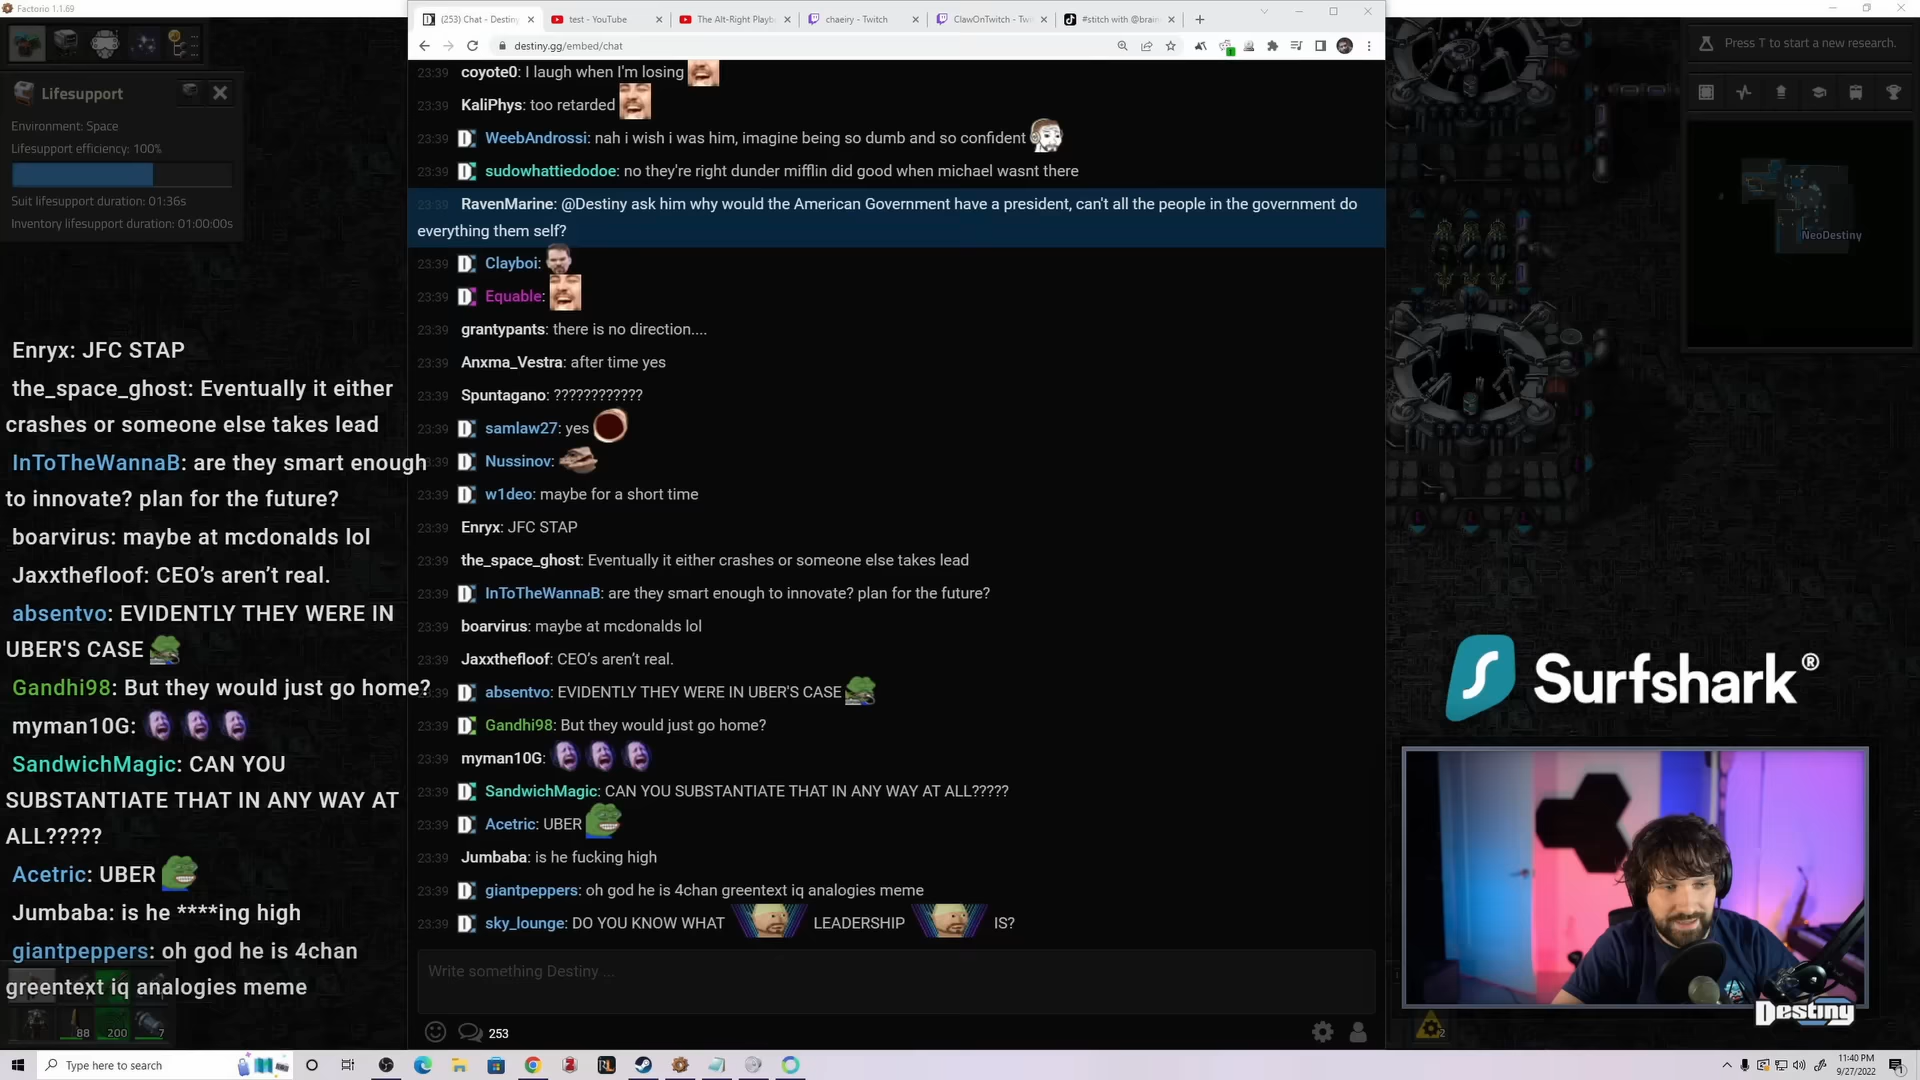 Factorio 1.1.69
(253) Chat - Destiny
test - YouTube
The Alt-Right Playb
chaeiry - Twitch
ClawOnTwitch - Twi
#stitch with @brain
destiny.gg/embed/chat
Lifesupport
Environment: Space
Lifesupport efficiency: 100%
Suit lifesupport duration: 01:36s
Inventory lifesupport duration: 01:00:00s
Enryx: JFC STAP
the_space_ghost: Eventually it either
crashes or someone else takes lead
InToTheWannaB: are they smart enough
to innovate? plan for the future?
boarvirus: maybe at mcdonalds lol
Jaxxthefloof: CEO’s aren’t real.
absentvo: EVIDENTLY THEY WERE IN
UBER'S CASE
Gandhi98: But they would just go home?
myman10G:
SandwichMagic: CAN YOU
SUBSTANTIATE THAT IN ANY WAY AT
ALL?????
Acetric: UBER
Jumbaba: is he ****ing high
giantpeppers: oh god he is 4chan
greentext iq analogies meme
88 200 7
23:39 coyote0: I laugh when I'm losing
23:39 KaliPhys: too retarded
23:39 WeebAndrossi: nah i wish i was him, imagine being so dumb and so confident
23:39 sudowhattiedodoe: no they're right dunder mifflin did good when michael wasnt there
23:39 RavenMarine: @Destiny ask him why would the American Government have a president, can't all the people in the government do
everything them self?
23:39 Clayboi:
23:39 Equable:
23:39 grantypants: there is no direction....
23:39 Anxma_Vestra: after time yes
23:39 Spuntagano: ????????????
23:39 samlaw27: yes
23:39 Nussinov:
23:39 w1deo: maybe for a short time
23:39 Enryx: JFC STAP
23:39 the_space_ghost: Eventually it either crashes or someone else takes lead
23:39 InToTheWannaB: are they smart enough to innovate? plan for the future?
23:39 boarvirus: maybe at mcdonalds lol
23:39 Jaxxthefloof: CEO’s aren’t real.
23:39 absentvo: EVIDENTLY THEY WERE IN UBER'S CASE
23:39 Gandhi98: But they would just go home?
23:39 myman10G:
23:39 SandwichMagic: CAN YOU SUBSTANTIATE THAT IN ANY WAY AT ALL?????
23:39 Acetric: UBER
23:39 Jumbaba: is he fucking high
23:39 giantpeppers: oh god he is 4chan greentext iq analogies meme
23:39 sky_lounge: DO YOU KNOW WHAT LEADERSHIP IS?
Write something Destiny ...
253
Press T to start a new research.
NeoDestiny
Surfshark®
Destiny
2
Type here to search
11:40 PM
9/27/2022